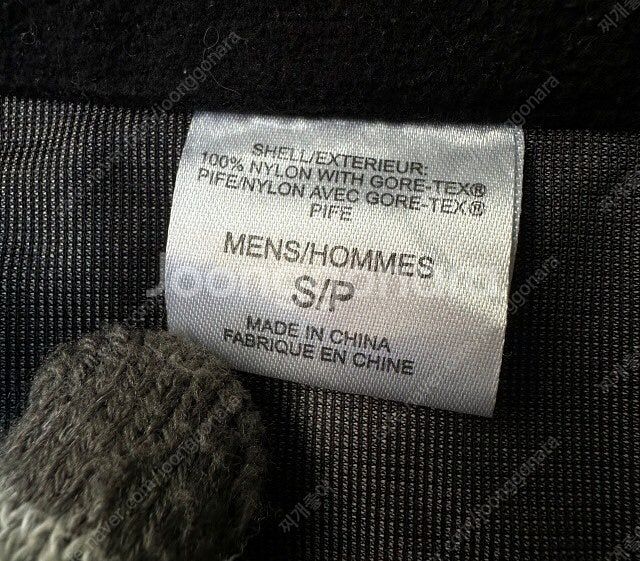 SHELL/EXTERIEUR:
100% NYLON WITH GORE-TEX®
PIFE/NYLON AVEC GORE-TEX®
PIFE
MENS/HOMMES
S/P
MADE IN CHINA
FABRIQUE EN CHINE